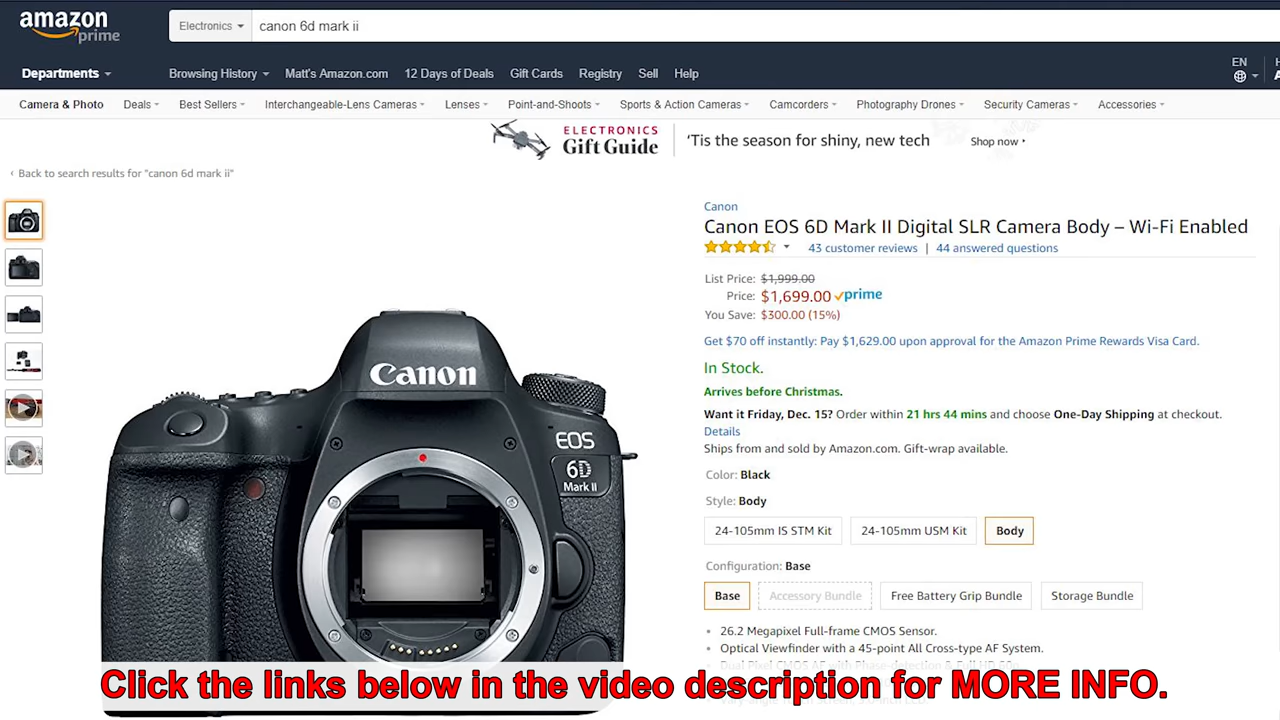 amazon
prime
Electronics
canon 6d mark ii
Departments
Browsing History
Matt's Amazon.com
12 Days of Deals
Gift Cards
Registry
Sell
Help
EN
Camera & Photo
Deals
Best Sellers
Interchangeable-Lens Cameras
Lenses
Point-and-Shoots
Sports & Action Cameras
Camcorders
Photography Drones
Security Cameras
Accessories
ELECTRONICS
Gift Guide
'Tis the season for shiny, new tech
Shop now
‹ Back to search results for "canon 6d mark ii"
Canon
Canon EOS 6D Mark II Digital SLR Camera Body – Wi-Fi Enabled
43 customer reviews | 44 answered questions
List Price: $1,999.00
Price: $1,699.00 prime
You Save: $300.00 (15%)
Get $70 off instantly: Pay $1,629.00 upon approval for the Amazon Prime Rewards Visa Card.
In Stock.
Arrives before Christmas.
Want it Friday, Dec. 15? Order within 21 hrs 44 mins and choose One-Day Shipping at checkout.
Details
Ships from and sold by Amazon.com. Gift-wrap available.
Color: Black
Style: Body
24-105mm IS STM Kit
24-105mm USM Kit
Body
Configuration: Base
Base
Accessory Bundle
Free Battery Grip Bundle
Storage Bundle
• 26.2 Megapixel Full-frame CMOS Sensor.
• Optical Viewfinder with a 45-point All Cross-type AF System.
Canon
EOS
6D
Mark II
Click the links below in the video description for MORE INFO.